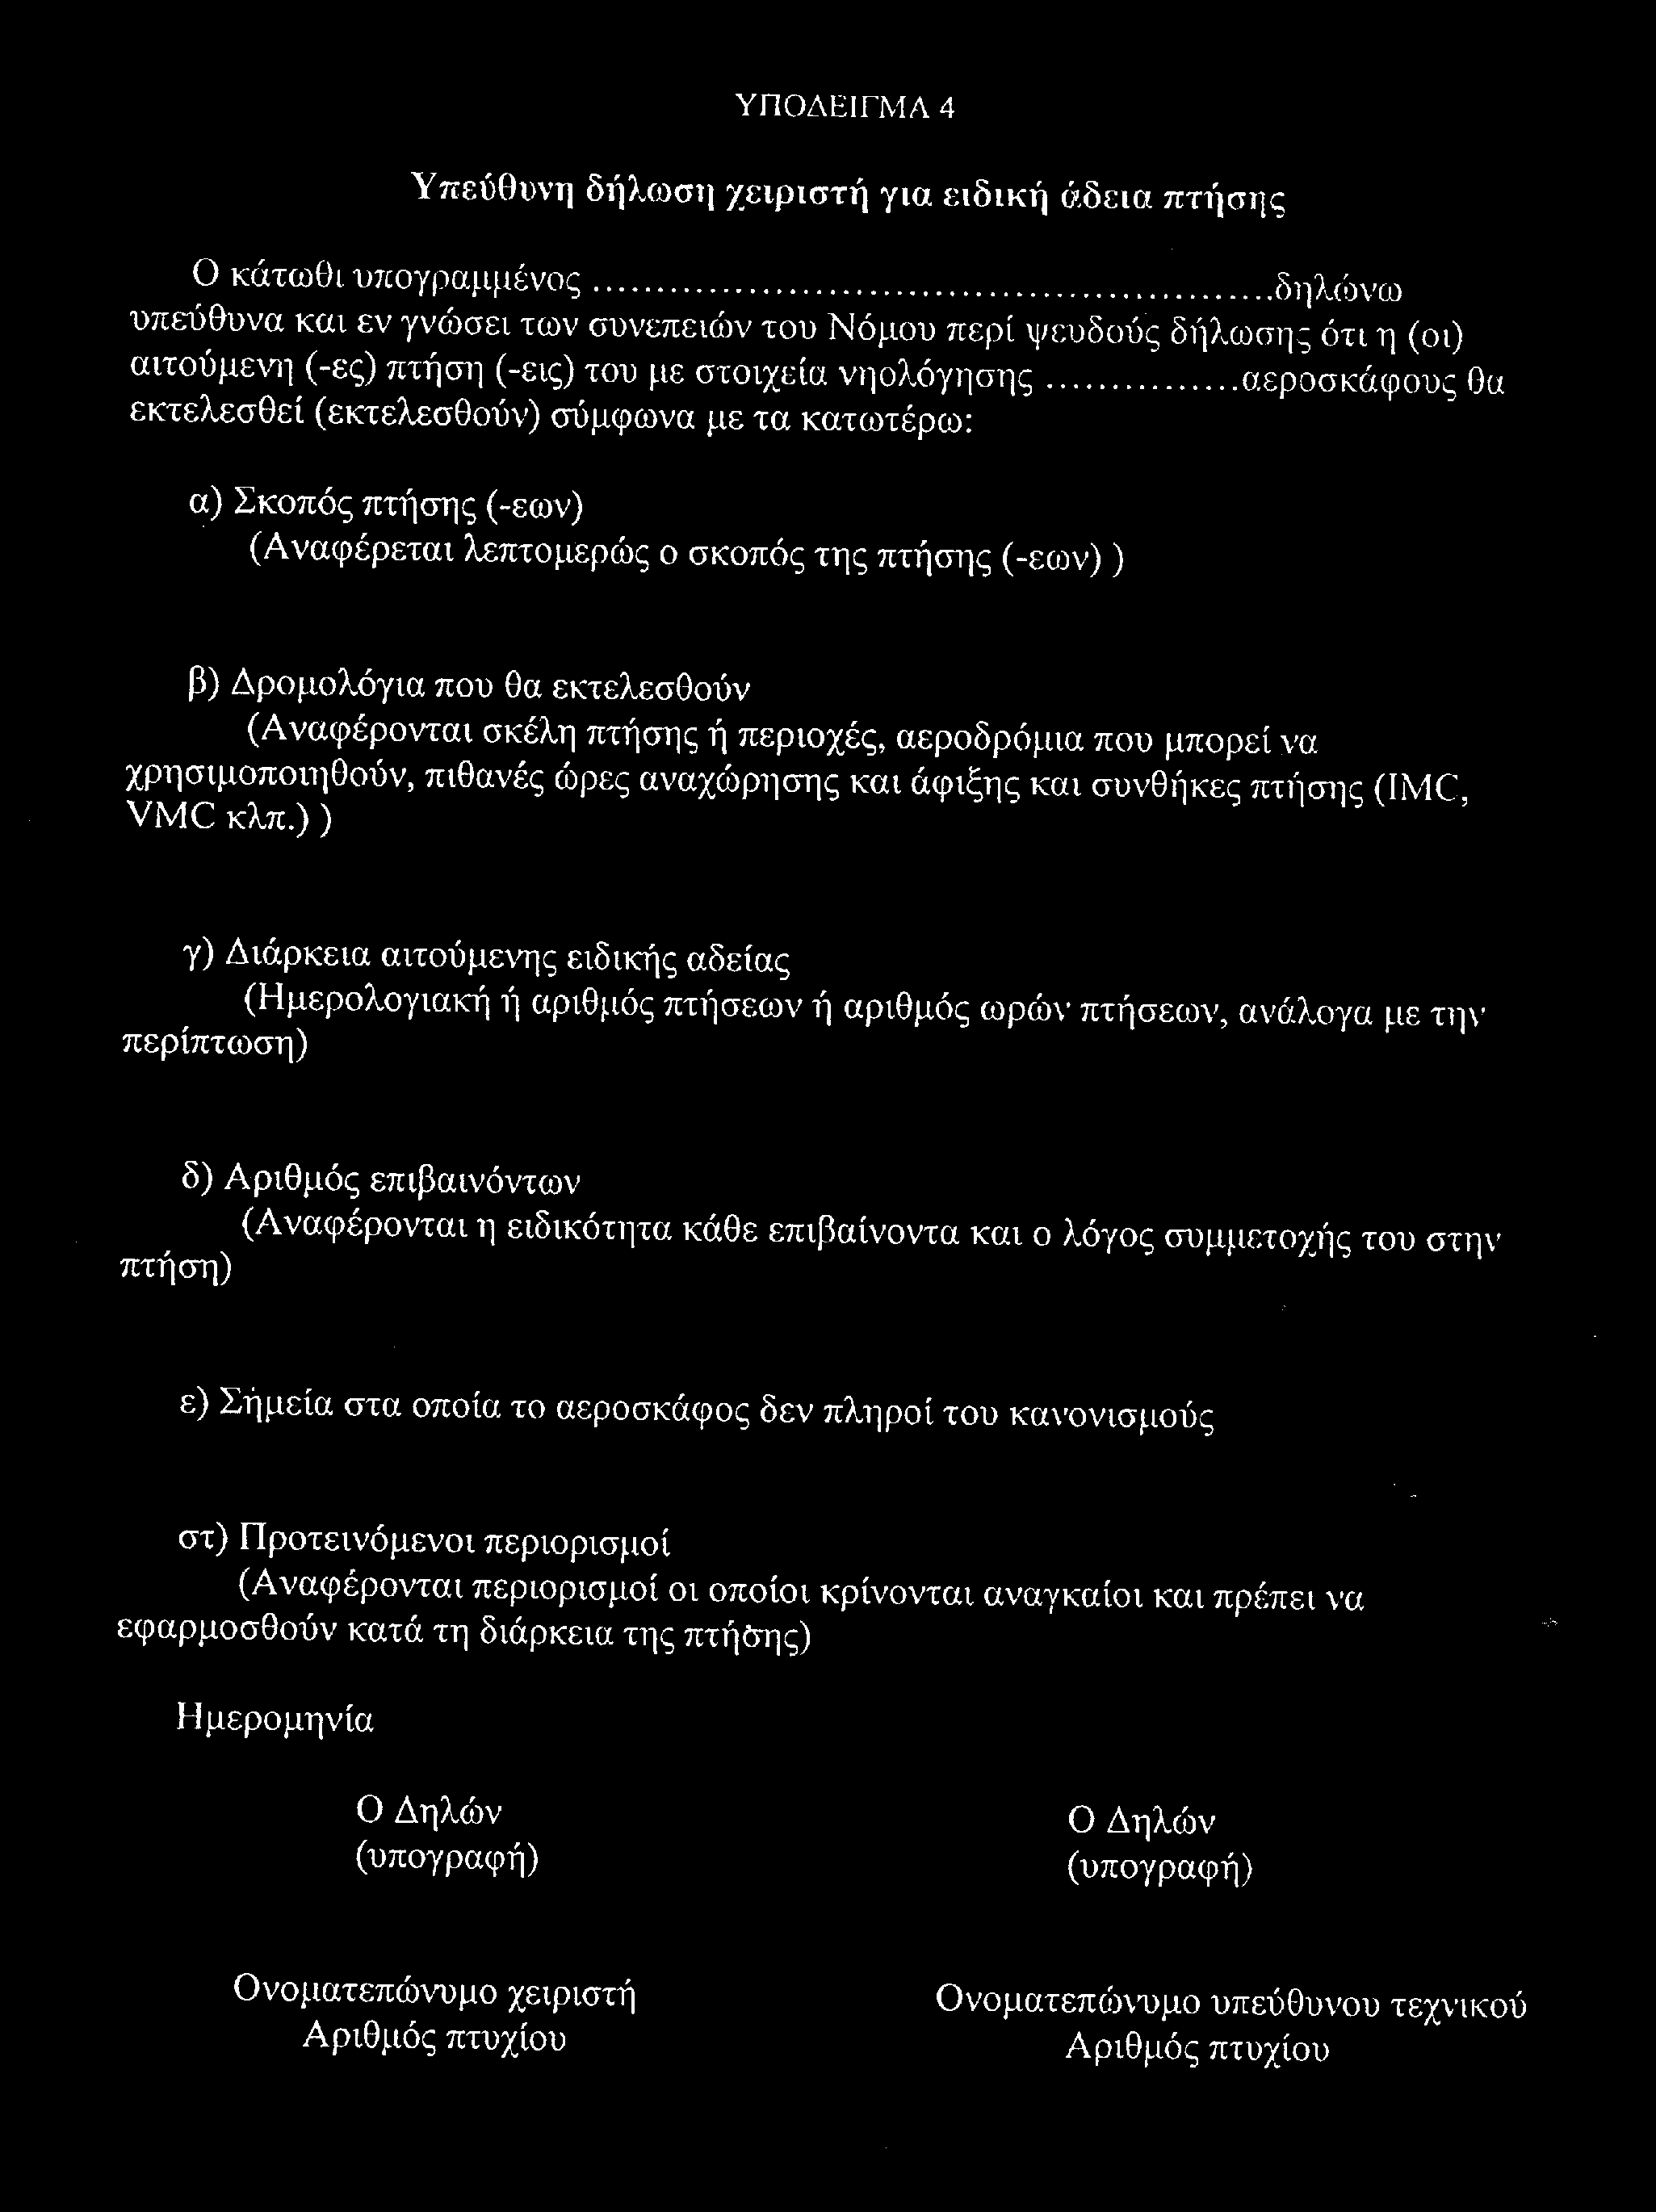 ΥΠΟΔΕΙΓΜΑ 4
Υπεύθυνη δήλωση χειριστή για ειδική άδεια πτήσης
Ο κάτωθι υπογραμμένος ..............................................................δηλώνω
υπεύθυνα και εν γνώσει των συνεπειών του Νόμου περί ψευδούς δήλωσης ότι η (οι)
αιτούμενη (-ες) πτήση (-εις) του με στοιχεία νηολόγησης .................αεροσκάφους θα
εκτελεσθεί (εκτελεσθούν) σύμφωνα με τα κατωτέρω:
α) Σκοπός πτήσης (-εων)
(Αναφέρεται λεπτομερώς ο σκοπός της πτήσης (-εων) )
β) Δρομολόγια που θα εκτελεσθούν
(Αναφέρονται σκέλη πτήσης ή περιοχές, αεροδρόμια που μπορεί να
χρησιμοποιηθούν, πιθανές ώρες αναχώρησης και άφιξης και συνθήκες πτήσης (IMC,
VMC κλπ.) )
γ) Διάρκεια αιτούμενης ειδικής αδείας
(Ημερολογιακή ή αριθμός πτήσεων ή αριθμός ωρών πτήσεων, ανάλογα με την
περίπτωση)
δ) Αριθμός επιβαινόντων
(Αναφέρονται η ειδικότητα κάθε επιβαίνοντα και ο λόγος συμμετοχής του στην
πτήση)
ε) Σημεία στα οποία το αεροσκάφος δεν πληροί του κανονισμούς
στ) Προτεινόμενοι περιορισμοί
(Αναφέρονται περιορισμοί οι οποίοι κρίνονται αναγκαίοι και πρέπει να
εφαρμοσθούν κατά τη διάρκεια της πτήσης)
Ημερομηνία
Ο Δηλών Ο Δηλών
(υπογραφή) (υπογραφή)
Ονοματεπώνυμο χειριστή Ονοματεπώνυμο υπεύθυνου τεχνικού
Αριθμός πτυχίου Αριθμός πτυχίου